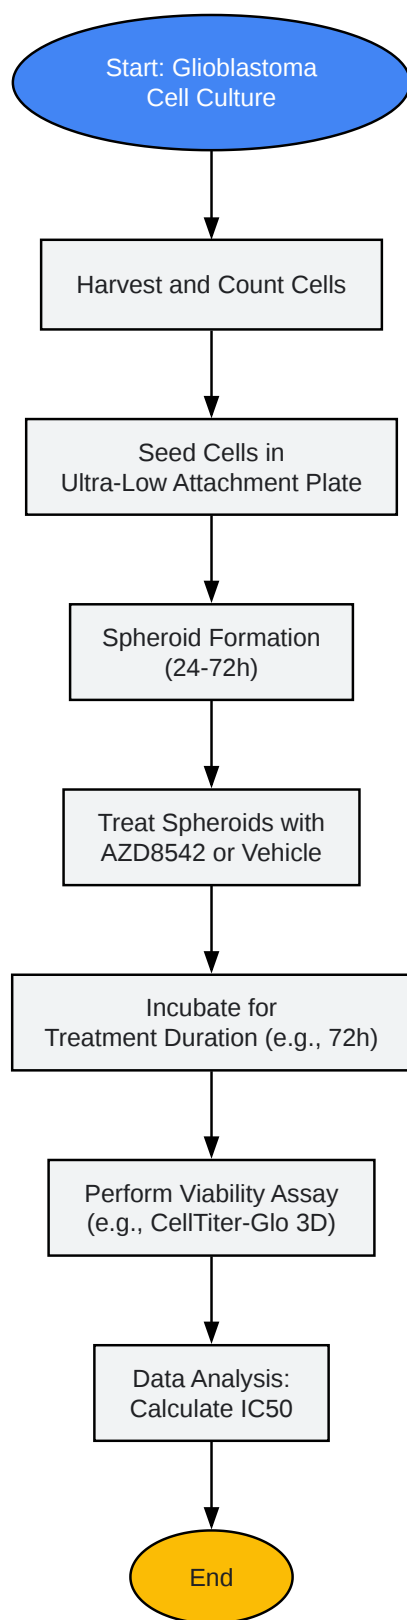 Start: Glioblastoma
Cell Culture
Harvest and Count Cells
Seed Cells in
Ultra-Low Attachment Plate
Spheroid Formation
(24-72h)
Treat Spheroids with
AZD8542 or Vehicle
Incubate for
Treatment Duration (e.g., 72h)
Perform Viability Assay
(e.g., CellTiter-Glo 3D)
Data Analysis:
Calculate IC50
End